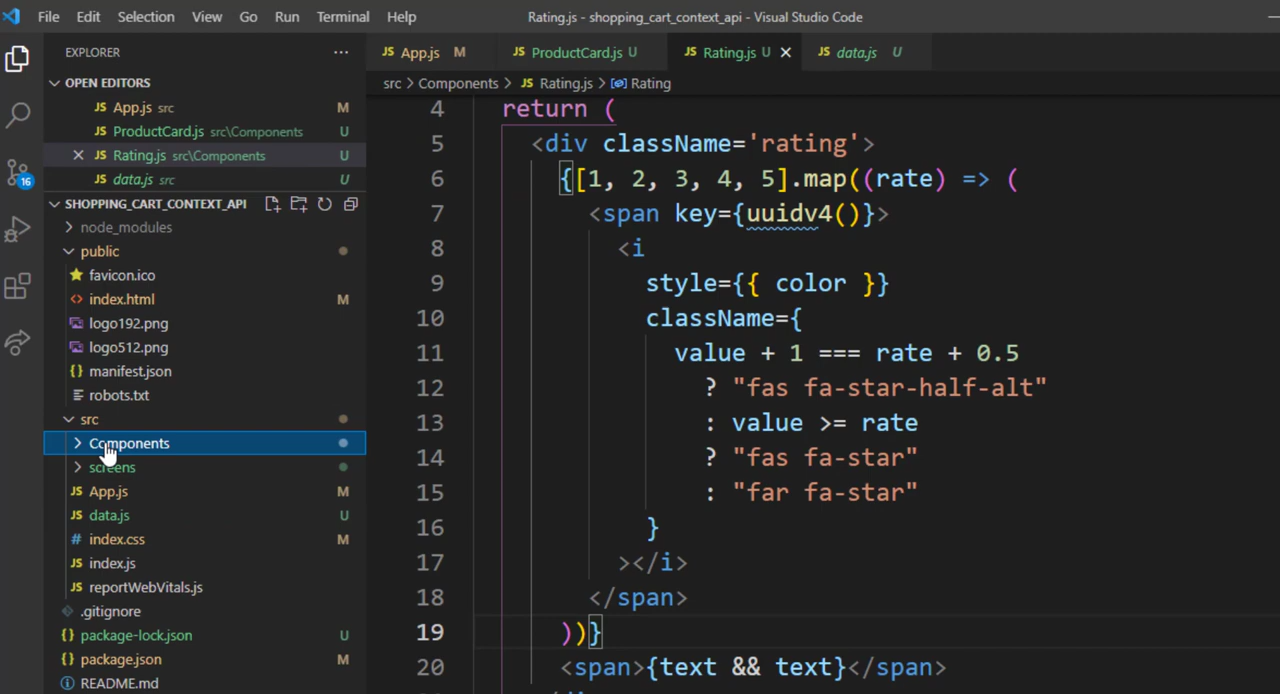 File Edit Selection View Go Run Terminal Help Rating.js - shopping_cart_context_api - Visual Studio Code
EXPLORER ...
JS App.js M JS ProductCard.js U JS Rating.js U JS data.js U
src > Components > JS Rating.js > Rating
OPEN EDITORS
JS App.js src M
JS ProductCard.js src\Components U
JS Rating.js src\Components U
JS data.js src U
SHOPPING_CART_CONTEXT_API
16
node_modules
public
favicon.ico
<> index.html M
logo192.png
logo512.png
{} manifest.json
robots.txt
src
Components
screens
JS App.js M
JS data.js U
# index.css M
JS index.js
JS reportWebVitals.js
.gitignore
{} package-lock.json U
{} package.json M
README.md
4 return (
5 <div className='rating'>
6 {[1, 2, 3, 4, 5].map((rate) => (
7 <span key={uuidv4()}>
8 <i
9 style={{ color }}
10 className={
11 value + 1 === rate + 0.5
12 ? "fas fa-star-half-alt"
13 : value >= rate
14 ? "fas fa-star"
15 : "far fa-star"
16 }
17 ></i>
18 </span>
19 ))}
20 <span>{text && text}</span>